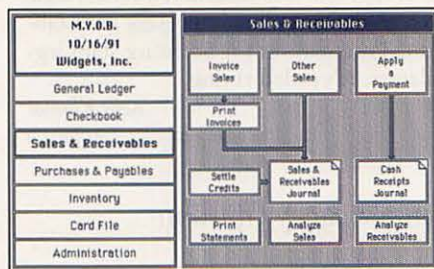 M.Y.O.B.
10/16/91
Widgets, Inc.
General Ledger
Checkbook
Sales & Receivables
Purchases & Payables
Inventory
Card File
Administration
Sales & Receivables
Invoice
Sales
Other
Sales
Apply
a
Payment
Print
Invoices
Settle
Credits
Sales &
Receivables
Journal
Cash
Receipts
Journal
Print
Statements
Analyze
Sales
Analyze
Receivables